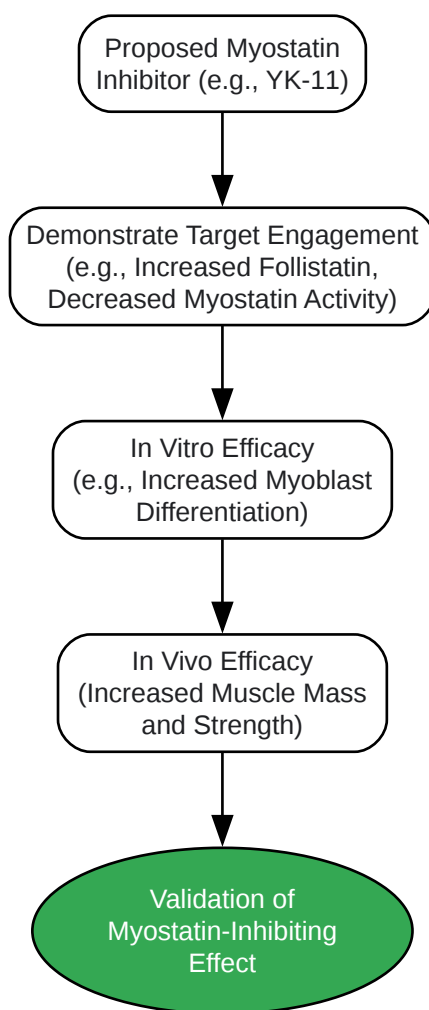 Proposed Myostatin
Inhibitor (e.g., YK-11)
Demonstrate Target Engagement
(e.g., Increased Follistatin,
Decreased Myostatin Activity)
In Vitro Efficacy
(e.g., Increased Myoblast
Differentiation)
In Vivo Efficacy
(Increased Muscle Mass
and Strength)
Validation of
Myostatin-Inhibiting
Effect